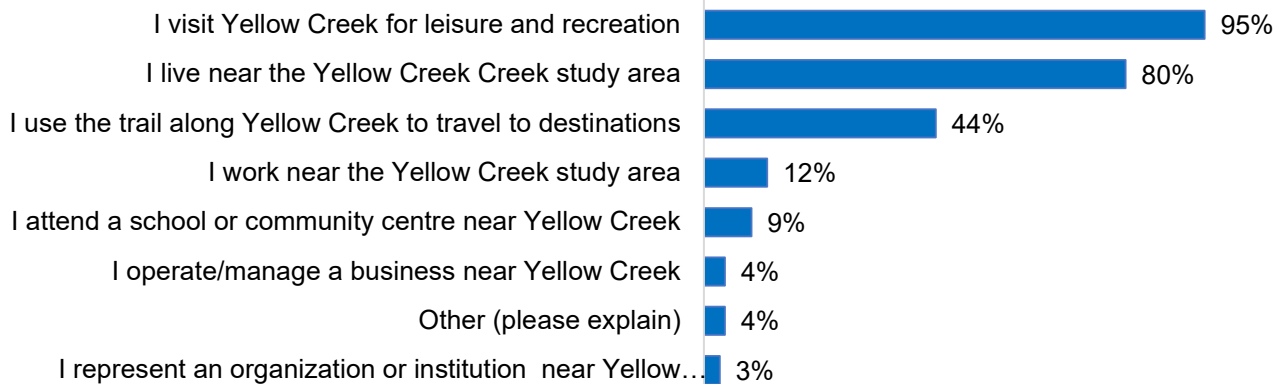 I visit Yellow Creek for leisure and recreation 95%
I live near the Yellow Creek Creek study area 80%
I use the trail along Yellow Creek to travel to destinations 44%
I work near the Yellow Creek study area 12%
I attend a school or community centre near Yellow Creek 9%
I operate/manage a business near Yellow Creek 4%
Other (please explain) 4%
I represent an organization or institution  near Yellow… 3%